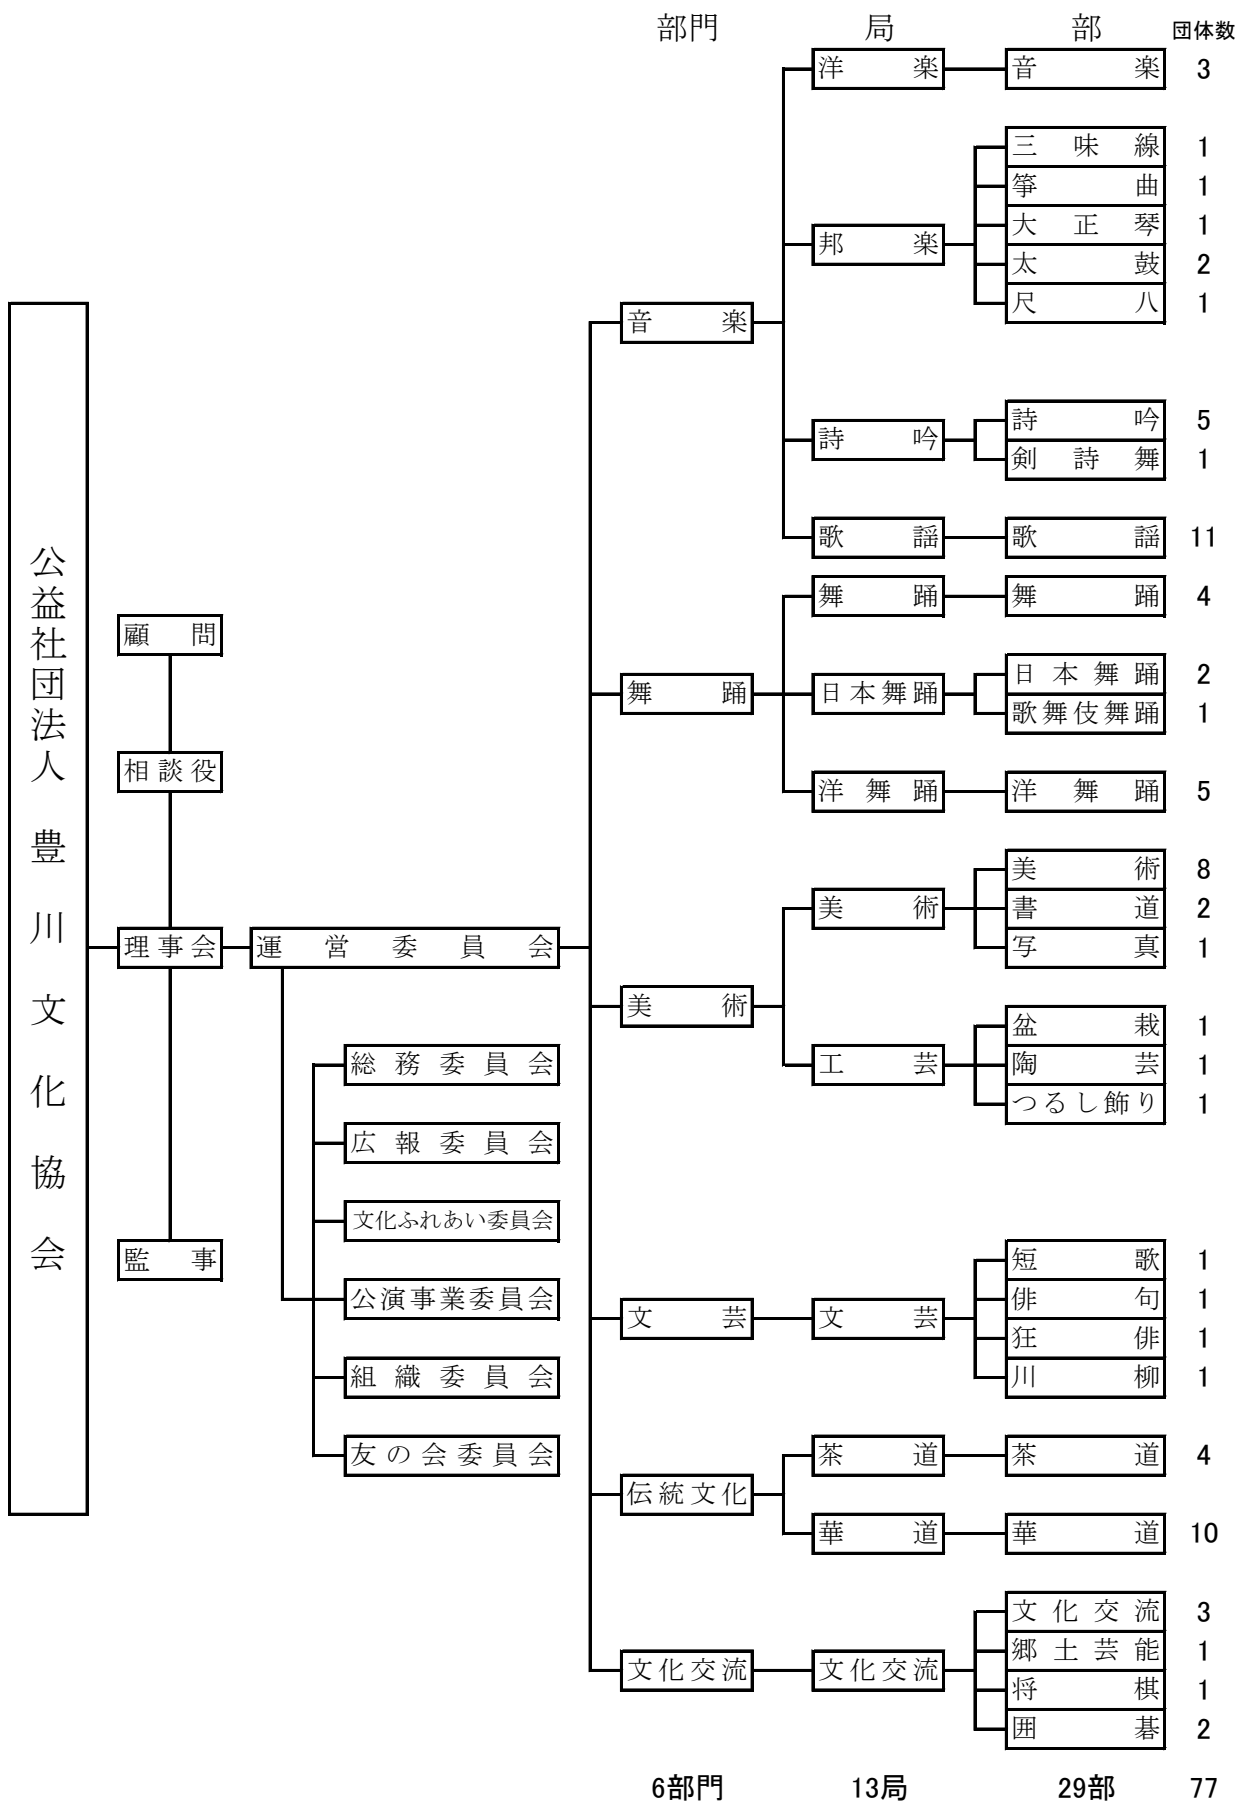 部門 局 部 団体数
洋楽 音楽 3
三味線 1
箏曲 1
大正琴 1
邦楽
太鼓 2
尺八 1
音楽
詩吟 5
詩吟
剣詩舞 1
歌謡 歌謡 11
舞踊 舞踊 4
顧問
日本舞踊 2
舞踊 日本舞踊
歌舞伎舞踊 1
相談役
洋舞踊 洋舞踊 5
美術 8
美術 書道 2
公益社団法人 豊川文化協会
理事会 運営委員会 写真 1
美術
盆栽 1
総務委員会 工芸 陶芸 1
つるし飾り 1
広報委員会
文化ふれあい委員会
監事 短歌 1
公演事業委員会 俳句 1
文芸 文芸
狂俳 1
組織委員会 川柳 1
友の会委員会 茶道 茶道 4
伝統文化
華道 華道 10
文化交流 3
郷土芸能 1
文化交流 文化交流
将棋 1
囲碁 2
6部門 13局 29部 77